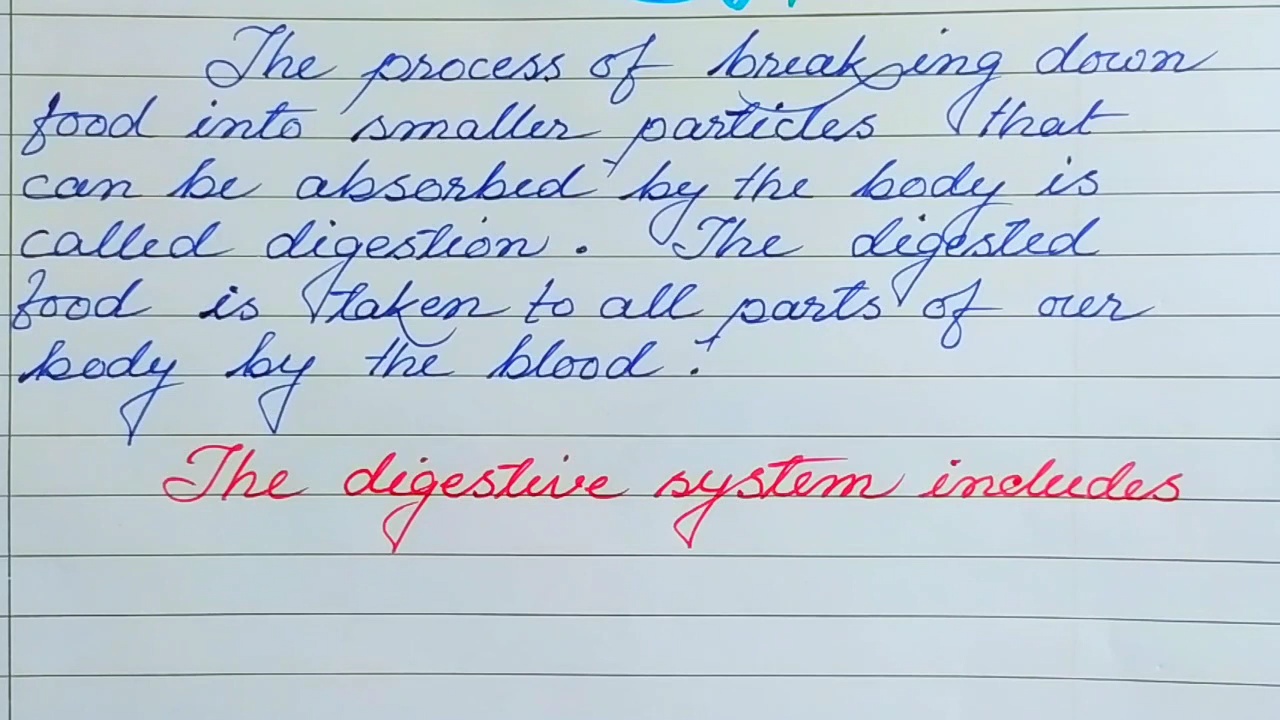 The process of breaking down
food into smaller particles that
can be absorbed by the body is
called digestion. The digested
food is taken to all parts of our
body by the blood.
The digestive system includes